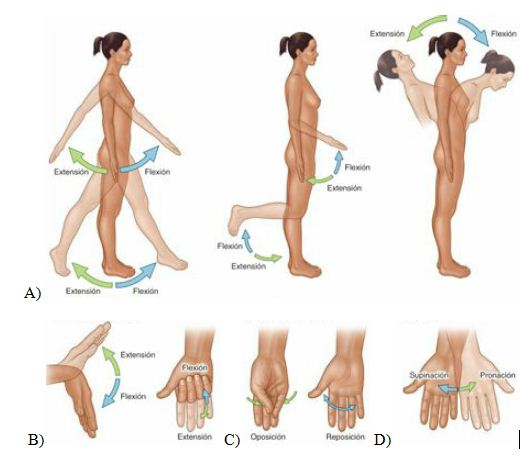 Extensión Flexión
Extensión Flexión
Flexión
Extensión
Extensión Flexión
Flexión
Extensión
A)
Extensión
Flexión
Flexión
Extensión
B)
Oposición Reposición
C)
Supinación Pronación
D)